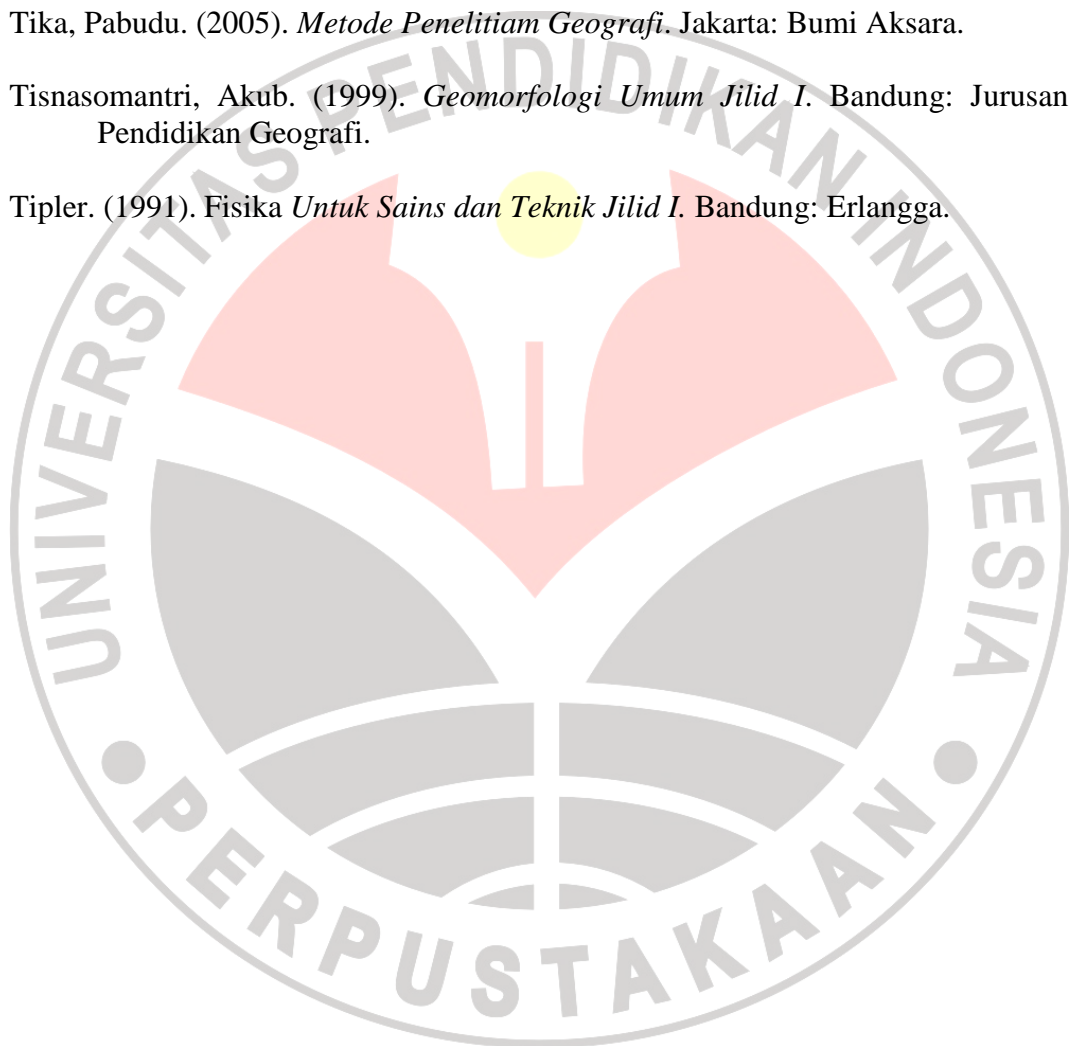 Tika, Pabudu. (2005). Metode Penelitiam Geografi. Jakarta: Bumi Aksara.
Tisnasomantri, Akub. (1999). Geomorfologi Umum Jilid I. Bandung: Jurusan
Pendidikan Geografi.
Tipler. (1991). Fisika Untuk Sains dan Teknik Jilid I. Bandung: Erlangga.
UNIVERSITAS PENDIDIKAN INDONESIA
PERPUSTAKAAN